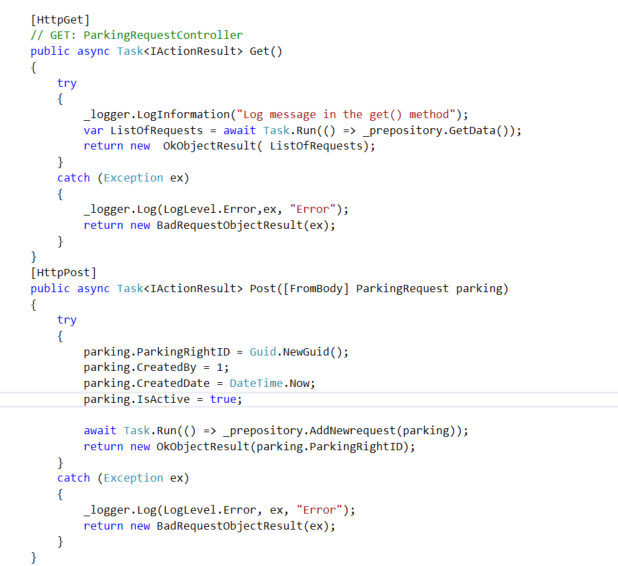 [HttpGet]
// GET: ParkingRequestController
public async Task<IActionResult> Get()
{
    try
    {
        _logger.LogInformation("Log message in the get() method");
        var ListOfRequests = await Task.Run(() => _prepository.GetData());
        return new  OkObjectResult( ListOfRequests);
    }
    catch (Exception ex)
    {
        _logger.Log(LogLevel.Error,ex, "Error");
        return new BadRequestObjectResult(ex);
    }
}
[HttpPost]
public async Task<IActionResult> Post([FromBody] ParkingRequest parking)
{
    try
    {
        parking.ParkingRightID = Guid.NewGuid();
        parking.CreatedBy = 1;
        parking.CreatedDate = DateTime.Now;
        parking.IsActive = true;

        await Task.Run(() => _prepository.AddNewrequest(parking));
        return new OkObjectResult(parking.ParkingRightID);
    }
    catch (Exception ex)
    {
        _logger.Log(LogLevel.Error, ex, "Error");
        return new BadRequestObjectResult(ex);
    }
}